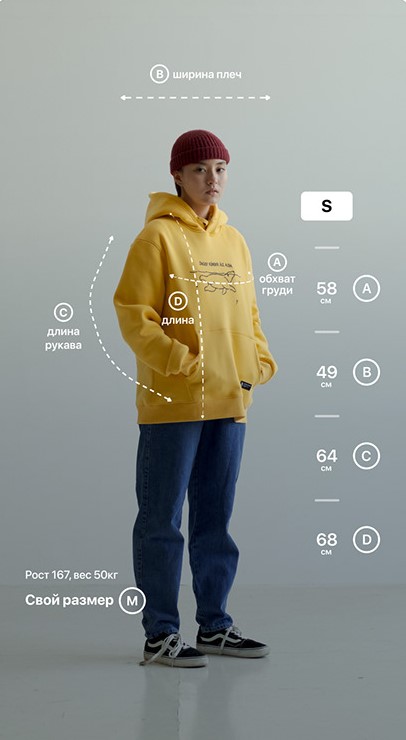 B ширина плеч
S
A
обхват
груди
58
см
A
D
длина
C
длина
рукава
49
см
B
64
см
C
68
см
D
Рост 167, вес 50кг
Свой размер M